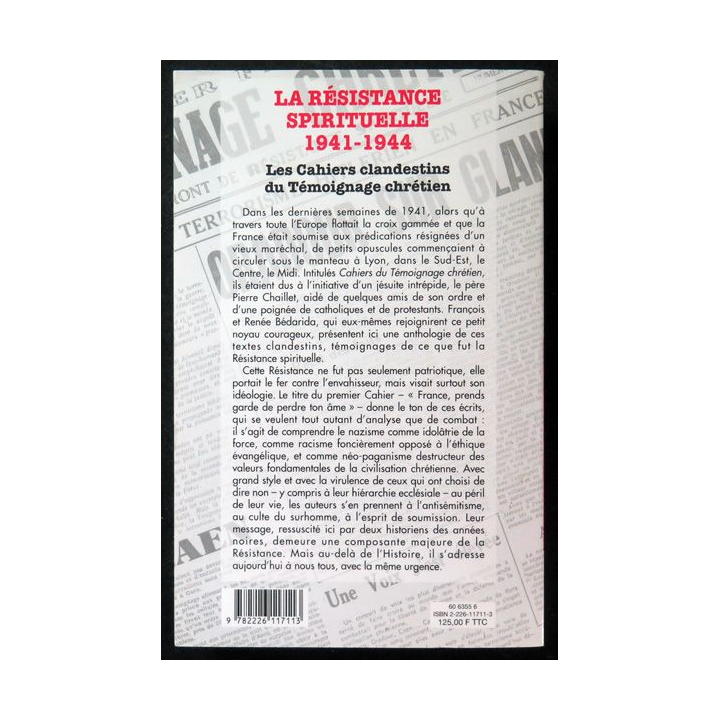 LA RÉSISTANCE
SPIRITUELLE
1941-1944
Les Cahiers clandestins
du Témoignage chrétien
Dans les dernières semaines de 1941, alors qu'à
travers toute l'Europe flottait la croix gammée et que la
France était soumise aux prédications résignées d'un
vieux maréchal, de petits opuscules commençaient à
circuler sous le manteau à Lyon, dans le Sud-Est, le
Centre, le Midi. Intitulés Cahiers du Témoignage chrétien,
ils étaient dus à l'initiative d'un jésuite intrépide, le père
Pierre Chaillet, aidé de quelques amis de son ordre et
d'une poignée de catholiques et de protestants. François
et Renée Bédarida, qui eux-mêmes rejoignirent ce petit
noyau courageux, présentent ici une anthologie de ces
textes clandestins, témoignages de ce que fut la
Résistance spirituelle.
Cette Résistance ne fut pas seulement patriotique, elle
portait le fer contre l'envahisseur, mais visait surtout son
idéologie. Le titre du premier Cahier – « France, prends
garde de perdre ton âme » – donne le ton de ces écrits,
qui se veulent tout autant d'analyse que de combat :
il s'agit de comprendre le nazisme comme idolâtrie de la
force, comme racisme foncièrement opposé à l'éthique
évangélique, et comme néo-paganisme destructeur des
valeurs fondamentales de la civilisation chrétienne. Avec
grand style et avec la virulence de ceux qui ont choisi de
dire non – y compris à leur hiérarchie ecclésiale – au péril
de leur vie, les auteurs s'en prennent à l'antisémitisme,
au culte du surhomme, à l'esprit de soumission. Leur
message, ressuscité ici par deux historiens des années
noires, demeure une composante majeure de la
Résistance. Mais au-delà de l'Histoire, il s'adresse
aujourd'hui à nous tous, avec la même urgence.
Une Voix
9 782226 117113
60 6355 6
ISBN 2-226-11711-3
125,00 F TTC